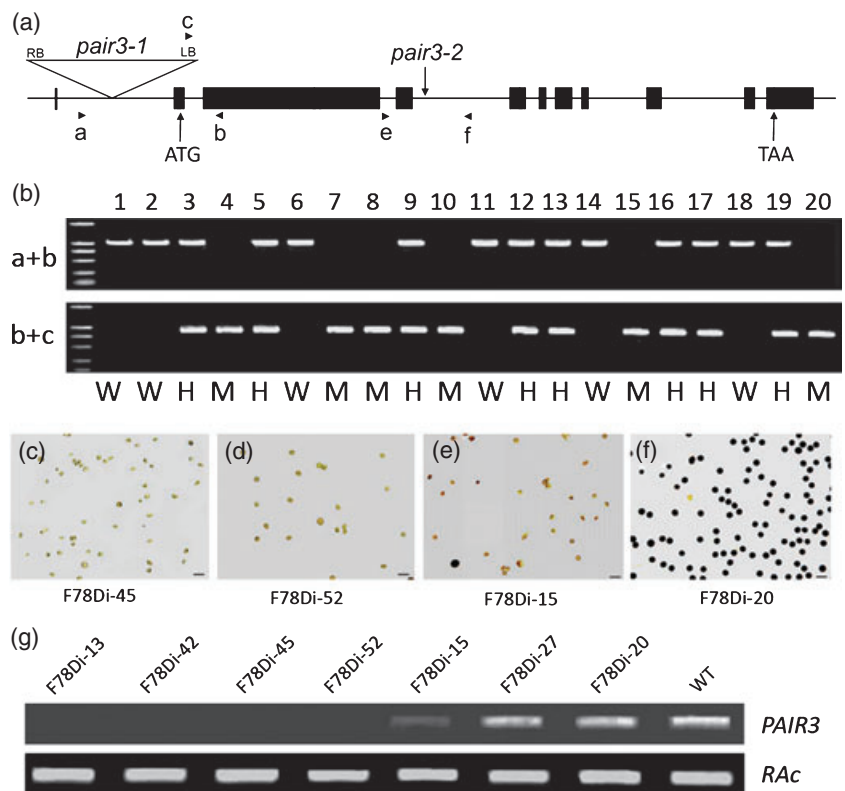 (a)
c
RB pair3-1 LB
pair3-2
a b e f
ATG TAA
(b)
1 2 3 4 5 6 7 8 9 10 11 12 13 14 15 16 17 18 19 20
a+b
b+c
W W H M H W M M H M W H H W M H H W H M
(c) (d) (e) (f)
F78Di-45 F78Di-52 F78Di-15 F78Di-20
(g)
F78Di-13 F78Di-42 F78Di-45 F78Di-52 F78Di-15 F78Di-27 F78Di-20 WT
PAIR3
RAc